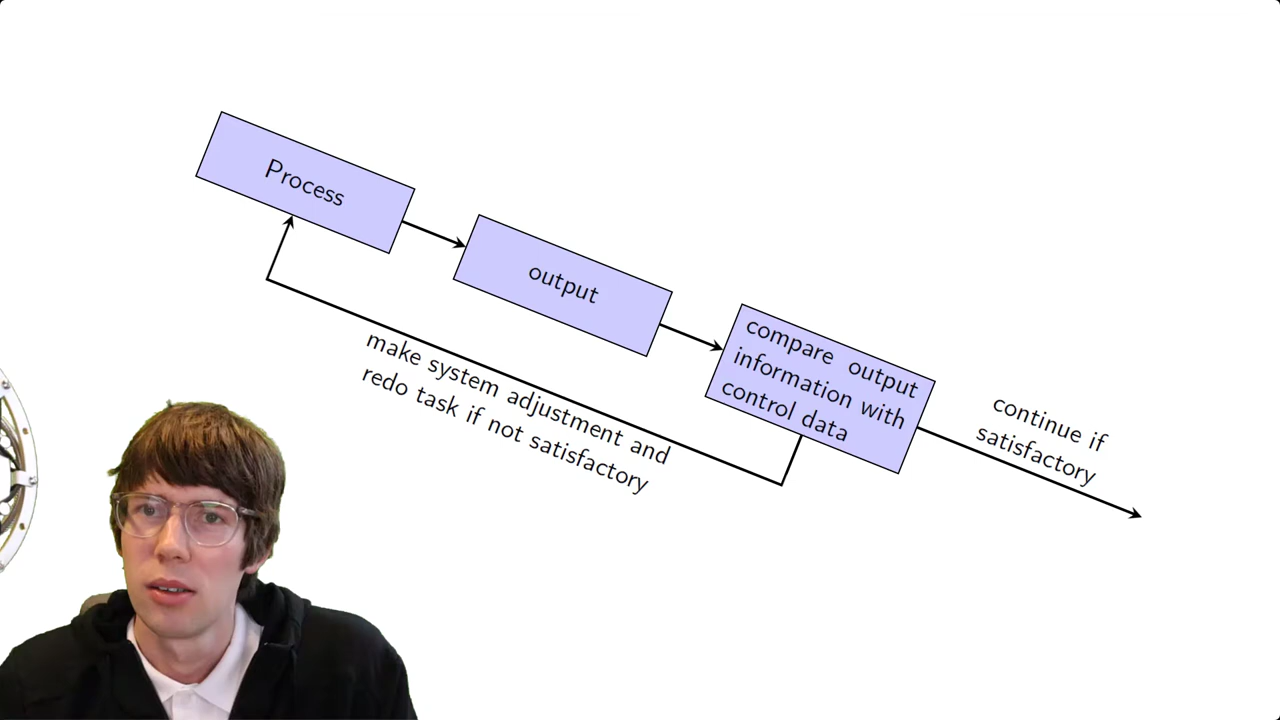 Process
output
compare output
information with
control data
make system adjustment and
redo task if not satisfactory
continue if
satisfactory